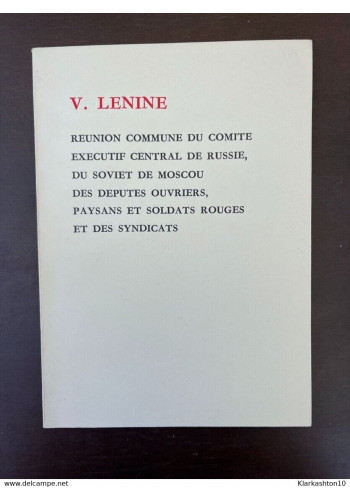 V. LENINE
REUNION COMMUNE DU COMITE
EXECUTIF CENTRAL DE RUSSIE,
DU SOVIET DE MOSCOU
DES DEPUTES OUVRIERS,
PAYSANS ET SOLDATS ROUGES
ET DES SYNDICATS
www.delcampe.net
Klarkashton10